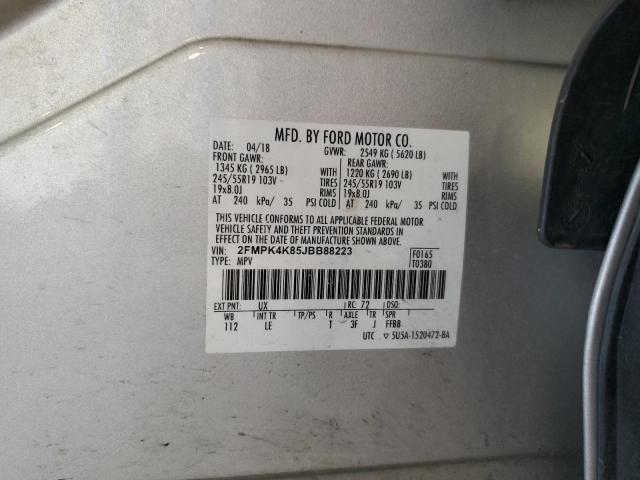 MFD. BY FORD MOTOR CO.
DATE: 04/18 GVWR: 2549 KG ( 5620 LB)
FRONT GAWR: REAR GAWR:
1345 KG ( 2965 LB) WITH 1220 KG ( 2690 LB) WITH
245/55R19 103V TIRES 245/55R19 103V TIRES
19x8.0J RIMS 19x8.0J RIMS
AT 240 kPa/ 35 PSI COLD AT 240 kPa/ 35 PSI COLD
THIS VEHICLE CONFORMS TO ALL APPLICABLE FEDERAL MOTOR
VEHICLE SAFETY AND THEFT PREVENTION STANDARDS IN
EFFECT ON THE DATE OF MANUFACTURE SHOWN ABOVE.
VIN: 2FMPK4K85JBB88223 F0165
TYPE: MPV T0380
EXT PNT: UX RC: 72 DSO:
WB INT TR TP/PS R AXLE TR SPR
112 LE T 3F J FFBB
UTC ▽ 5USA-1520472-BA